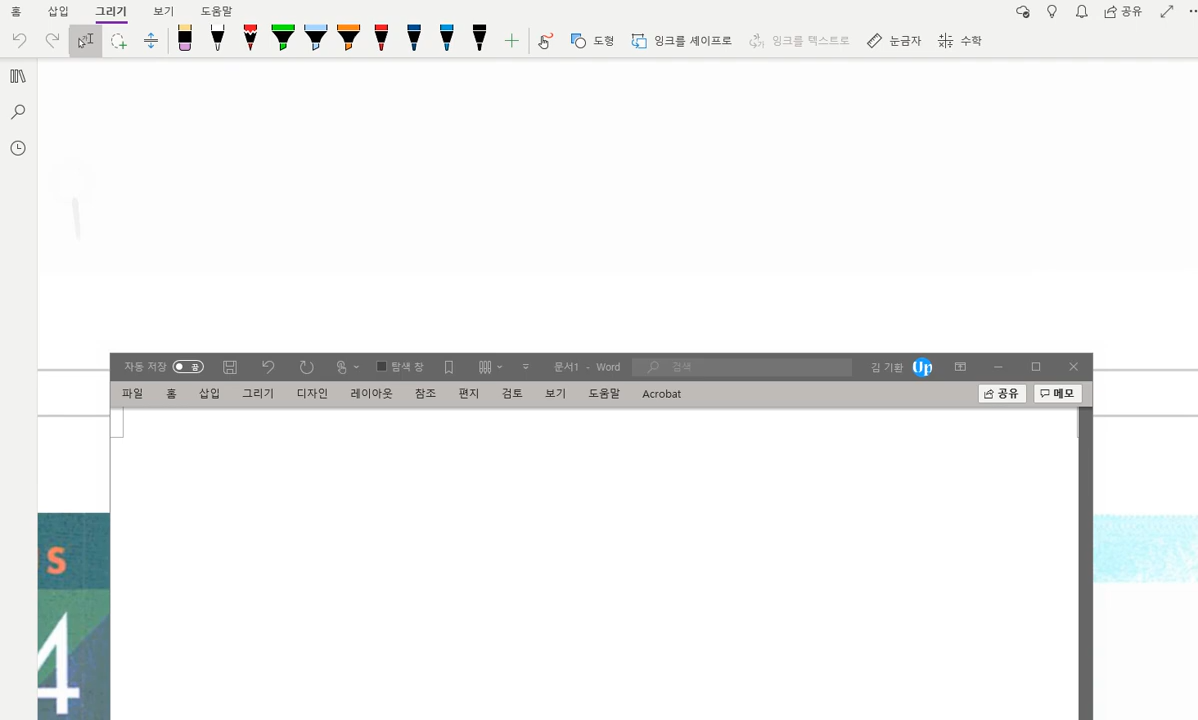 홈 삽입 그리기 보기 도움말 공유
도형 잉크를 셰이프로 잉크를 텍스트로 눈금자 수학
자동 저장 끔 탐색 창 문서1 - Word 검색 김 기환 Up
파일 홈 삽입 그리기 디자인 레이아웃 참조 편지 검토 보기 도움말 Acrobat 공유 메모
S
4